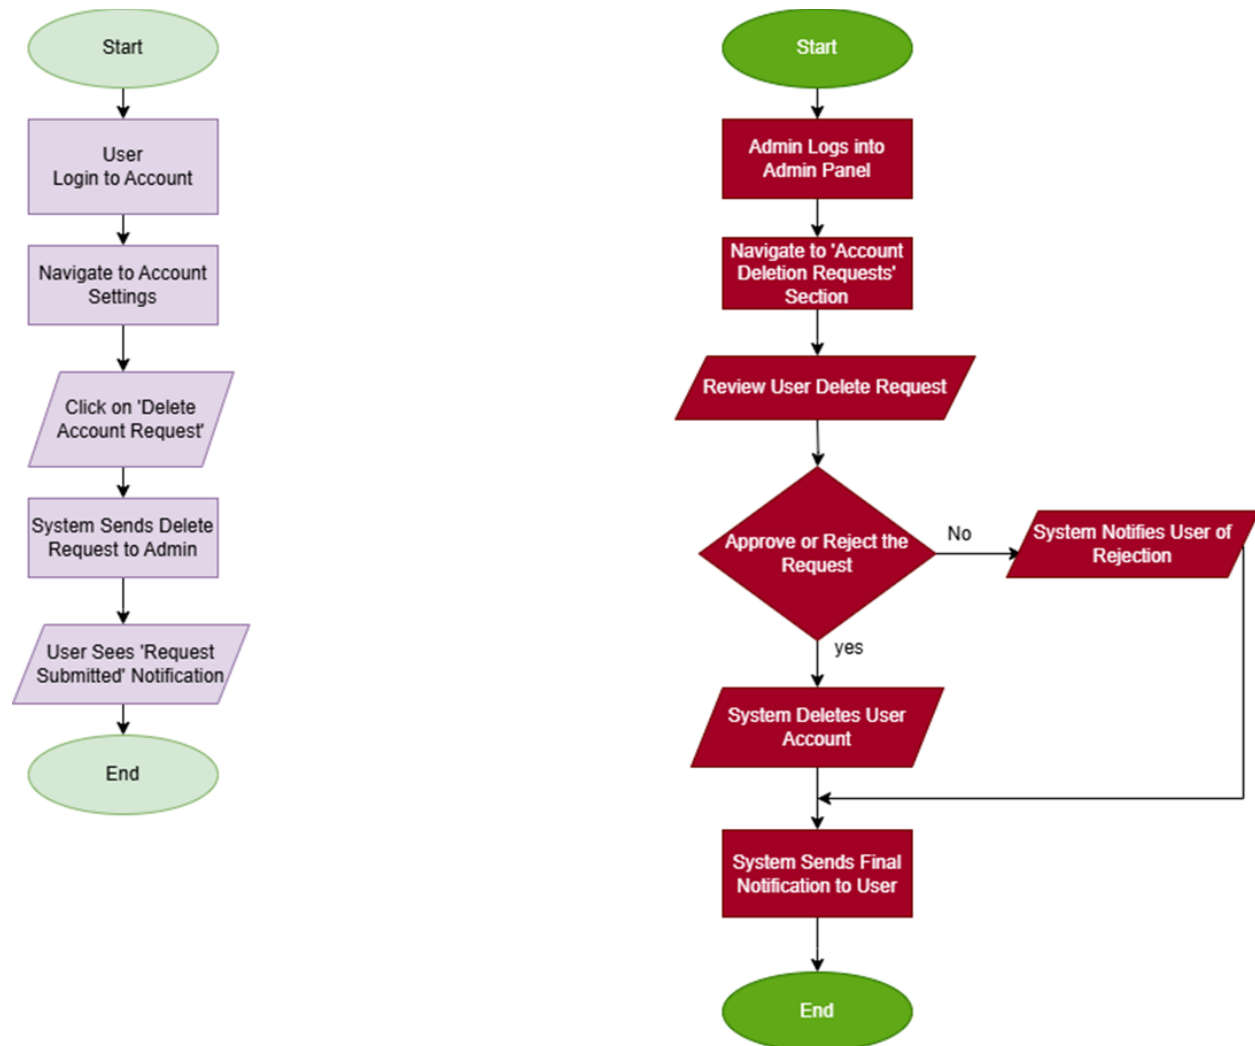 Start
User
Login to Account
Navigate to Account
Settings
Click on 'Delete
Account Request'
System Sends Delete
Request to Admin
User Sees 'Request
Submitted' Notification
End
Start
Admin Logs into
Admin Panel
Navigate to 'Account
Deletion Requests'
Section
Review User Delete Request
Approve or Reject the
Request
No
System Notifies User of
Rejection
yes
System Deletes User
Account
System Sends Final
Notification to User
End